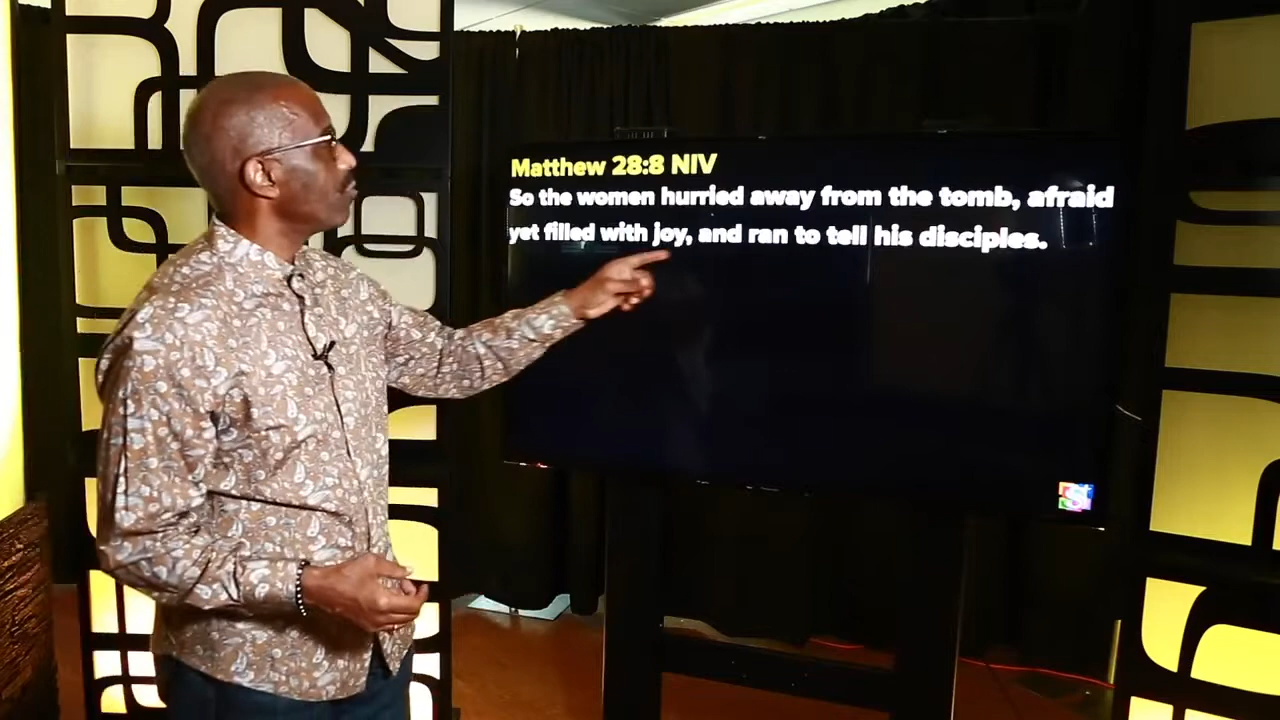 Matthew 28:8 NIV
So the women hurried away from the tomb, afraid
yet filled with joy, and ran to tell his disciples.